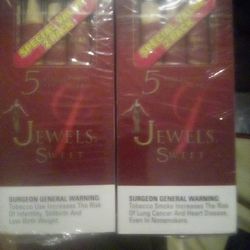 5
JEWELS
SWEET
SURGEON GENERAL WARNING:
Tobacco Use Increases The Risk
Of Infertility, Stillbirth And
Low Birth Weight.
5
JEWELS
SWEET
SURGEON GENERAL WARNING:
Tobacco Smoke Increases The Risk
Of Lung Cancer And Heart Disease,
Even In Nonsmokers.